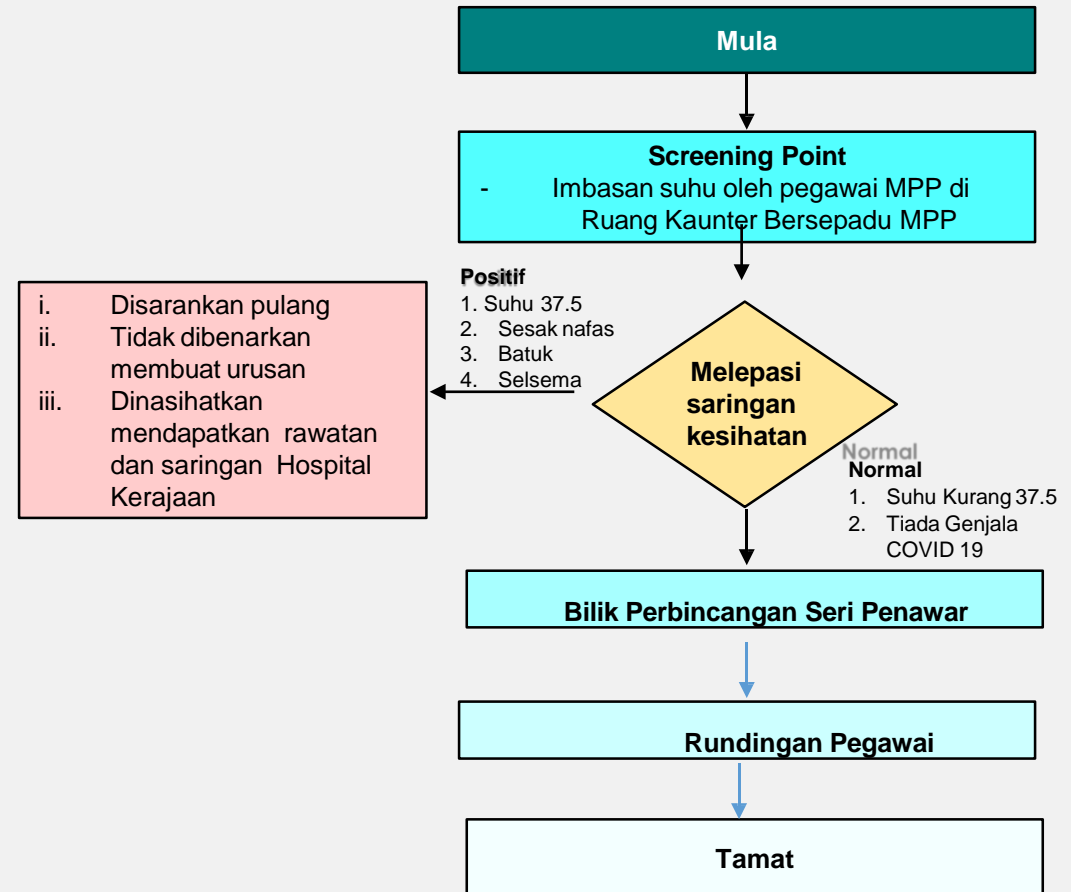 Mula
Screening Point
- Imbasan suhu oleh pegawai MPP di
Ruang Kaunter Bersepadu MPP
Positif
1. Suhu 37.5
2. Sesak nafas
3. Batuk
4. Selsema
i. Disarankan pulang
ii. Tidak dibenarkan
membuat urusan
iii. Dinasihatkan
mendapatkan rawatan
dan saringan Hospital
Kerajaan
Melepasi
saringan
kesihatan
Normal
Normal
1. Suhu Kurang 37.5
2. Tiada Genjala
COVID 19
Bilik Perbincangan Seri Penawar
Rundingan Pegawai
Tamat